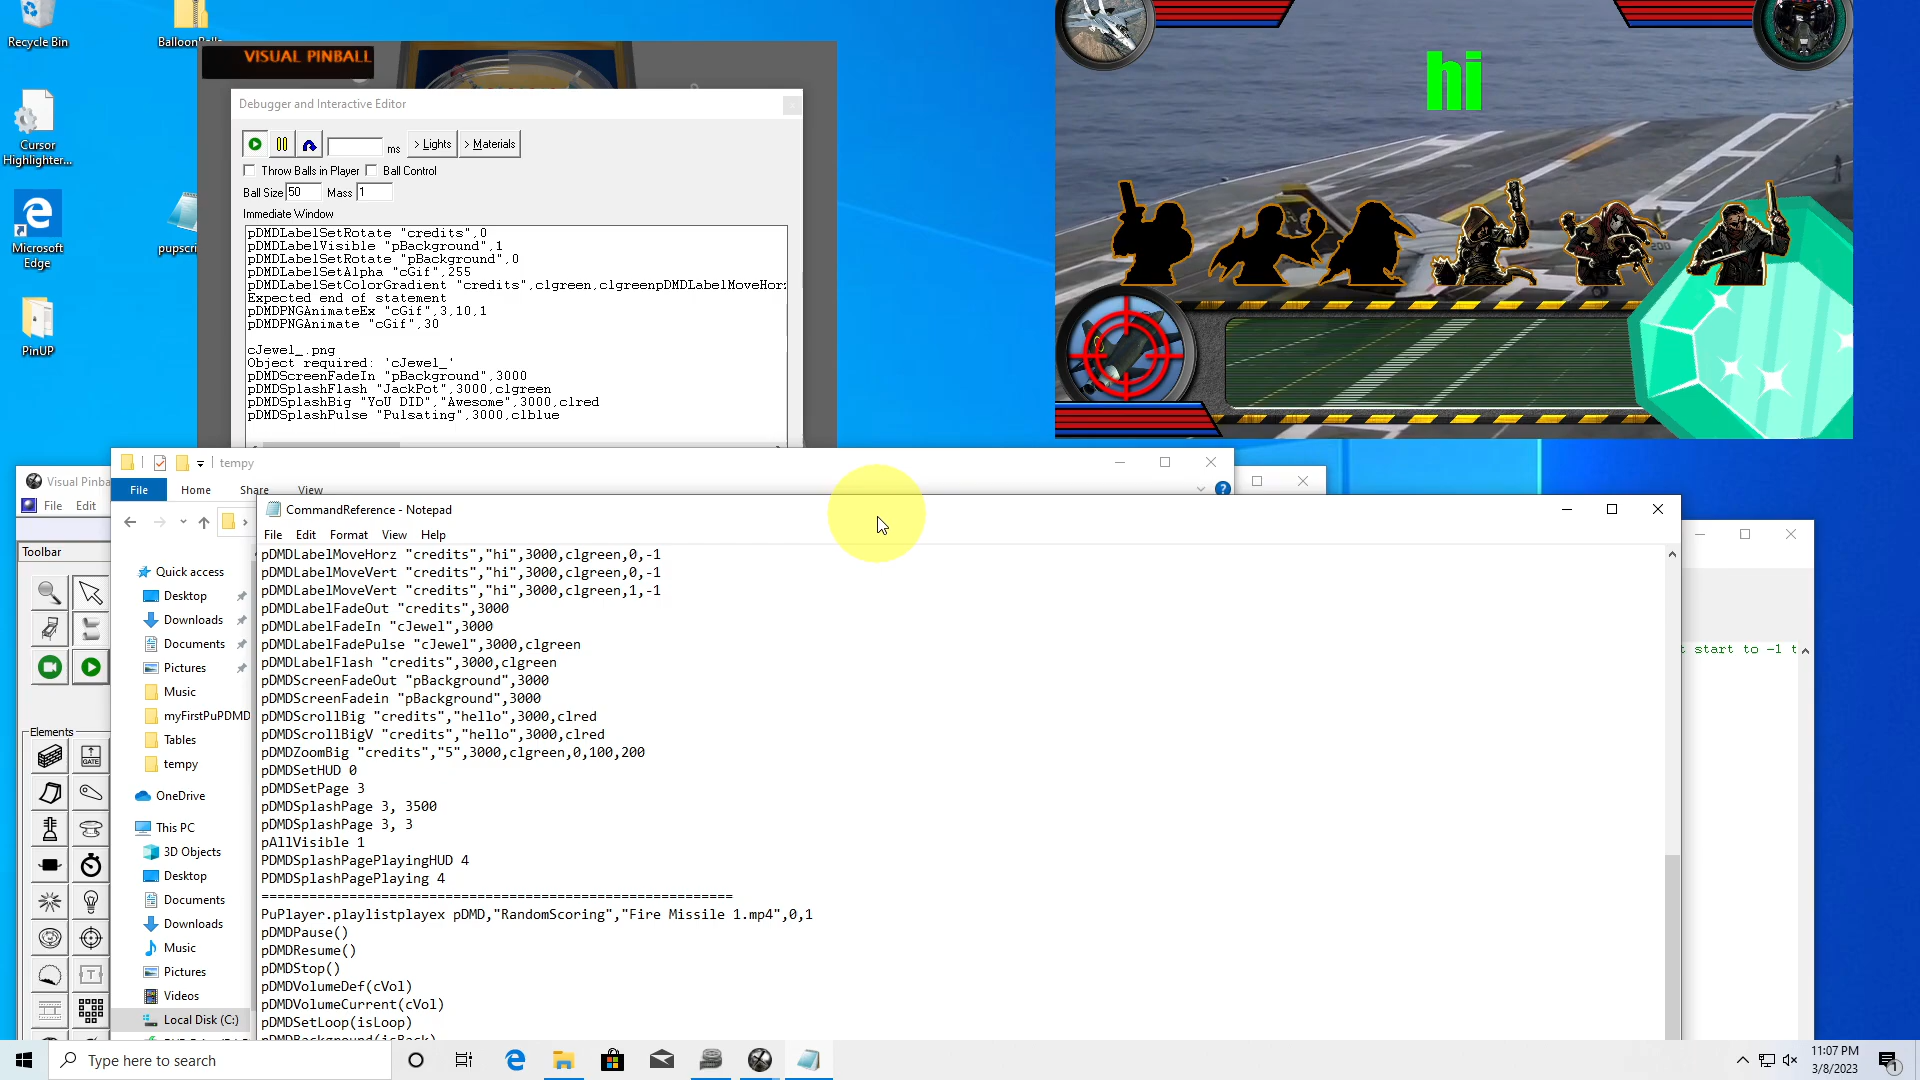 Recycle Bin
Cursor
Highlighter...
Microsoft
Edge
PinUP
pupscri
VISUAL PINBALL
Debugger and Interactive Editor
ms
> Lights
> Materials
Throw Balls in Player
Ball Control
Ball Size 50
Mass 1
Immediate Window
pDMDLabelSetRotate "credits",0
pDMDLabelVisible "pBackground",1
pDMDLabelSetRotate "pBackground",0
pDMDLabelSetAlpha "cGif",255
pDMDLabelSetColorGradient "credits",clgreen,clgreenpDMDLabelMoveHorz
Expected end of statement
pDMDPNGAnimateEx "cGif",3,10,1
pDMDPNGAnimate "cGif",30
cJewel_.png
Object required: 'cJewel_'
pDMDScreenFadeIn "pBackground",3000
pDMDSplashFlash "JackPot",3000,clgreen
pDMDSplashBig "YoU DID","Awesome",3000,clred
pDMDSplashPulse "Pulsating",3000,clblue
hi
Visual Pinba
File Edit
Toolbar
Elements
GATE
T
tempy
File Home Share View
Quick access
Desktop
Downloads
Documents
Pictures
Music
myFirstPuPDMD
Tables
tempy
OneDrive
This PC
3D Objects
Desktop
Documents
Downloads
Music
Pictures
Videos
Local Disk (C:)
CommandReference - Notepad
File Edit Format View Help
pDMDLabelMoveHorz "credits","hi",3000,clgreen,0,-1
pDMDLabelMoveVert "credits","hi",3000,clgreen,0,-1
pDMDLabelMoveVert "credits","hi",3000,clgreen,1,-1
pDMDLabelFadeOut "credits",3000
pDMDLabelFadeIn "cJewel",3000
pDMDLabelFadePulse "cJewel",3000,clgreen
pDMDLabelFlash "credits",3000,clgreen
pDMDScreenFadeOut "pBackground",3000
pDMDScreenFadein "pBackground",3000
pDMDScrollBig "credits","hello",3000,clred
pDMDScrollBigV "credits","hello",3000,clred
pDMDZoomBig "credits","5",3000,clgreen,0,100,200
pDMDSetHUD 0
pDMDSetPage 3
pDMDSplashPage 3, 3500
pDMDSplashPage 3, 3
pAllVisible 1
PDMDSplashPagePlayingHUD 4
PDMDSplashPagePlaying 4
===========================================================
PuPlayer.playlistplayex pDMD,"RandomScoring","Fire Missile 1.mp4",0,1
pDMDPause()
pDMDResume()
pDMDStop()
pDMDVolumeDef(cVol)
pDMDVolumeCurrent(cVol)
pDMDSetLoop(isLoop)
pDMDBackground(isBack)
t start to -1 t
Type here to search
11:07 PM
3/8/2023
1